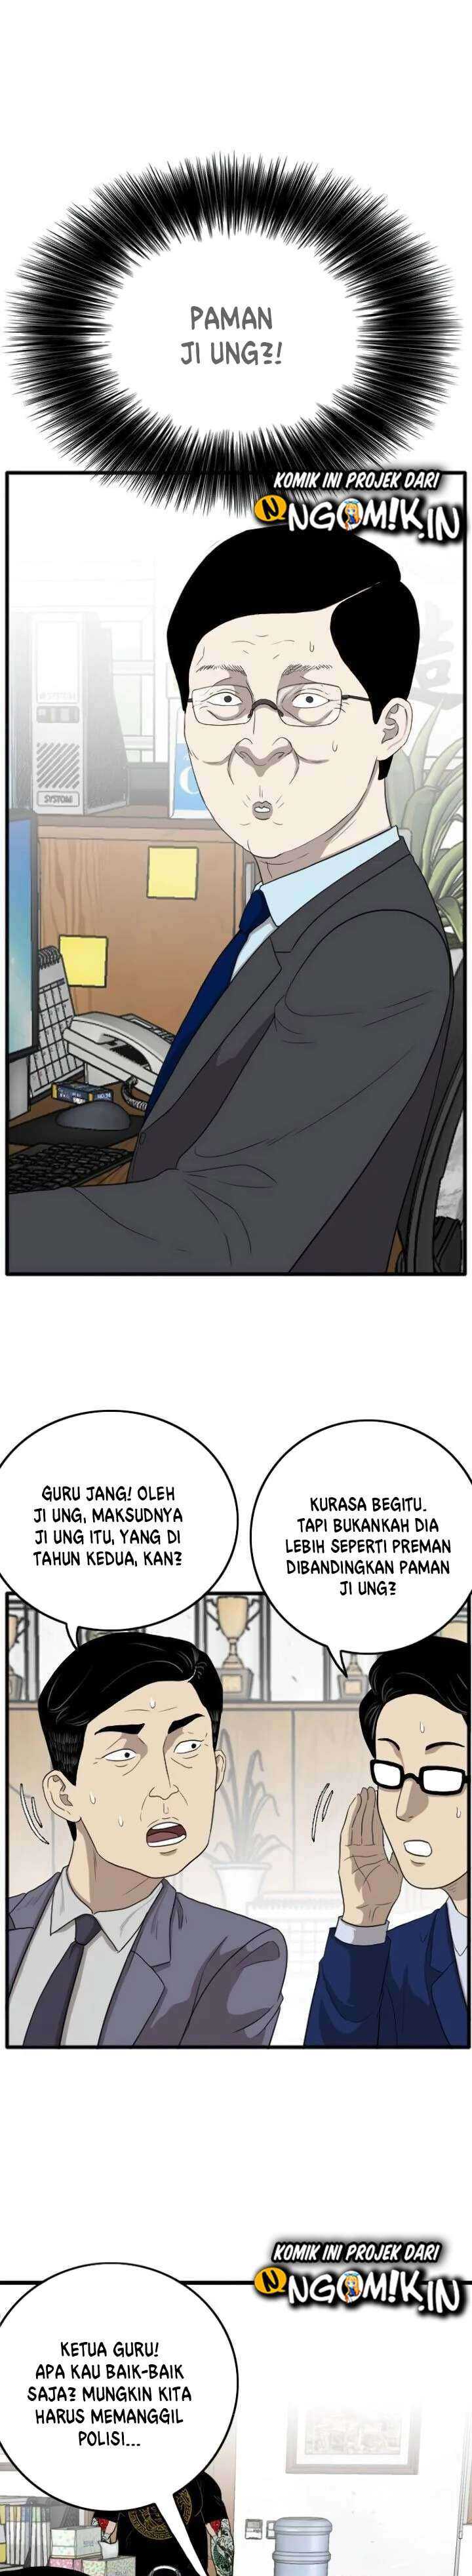 PAMAN
JI UNG?!
KOMIK INI PROJEK DARI
N NGOMIK.IN
SYSTEM
GURU JANG! OLEH
JI UNG, MAKSUDNYA
JI UNG ITU, YANG DI
TAHUN KEDUA, KAN?
KURASA BEGITU.
TAPI BUKANKAH DIA
LEBIH SEPERTI PREMAN
DIBANDINGKAN PAMAN
JI UNG?
KOMIK INI PROJEK DARI
N NGOMIK.IN
KETUA GURU!
APA KAU BAIK-BAIK
SAJA? MUNGKIN KITA
HARUS MEMANGGIL
POLISI...